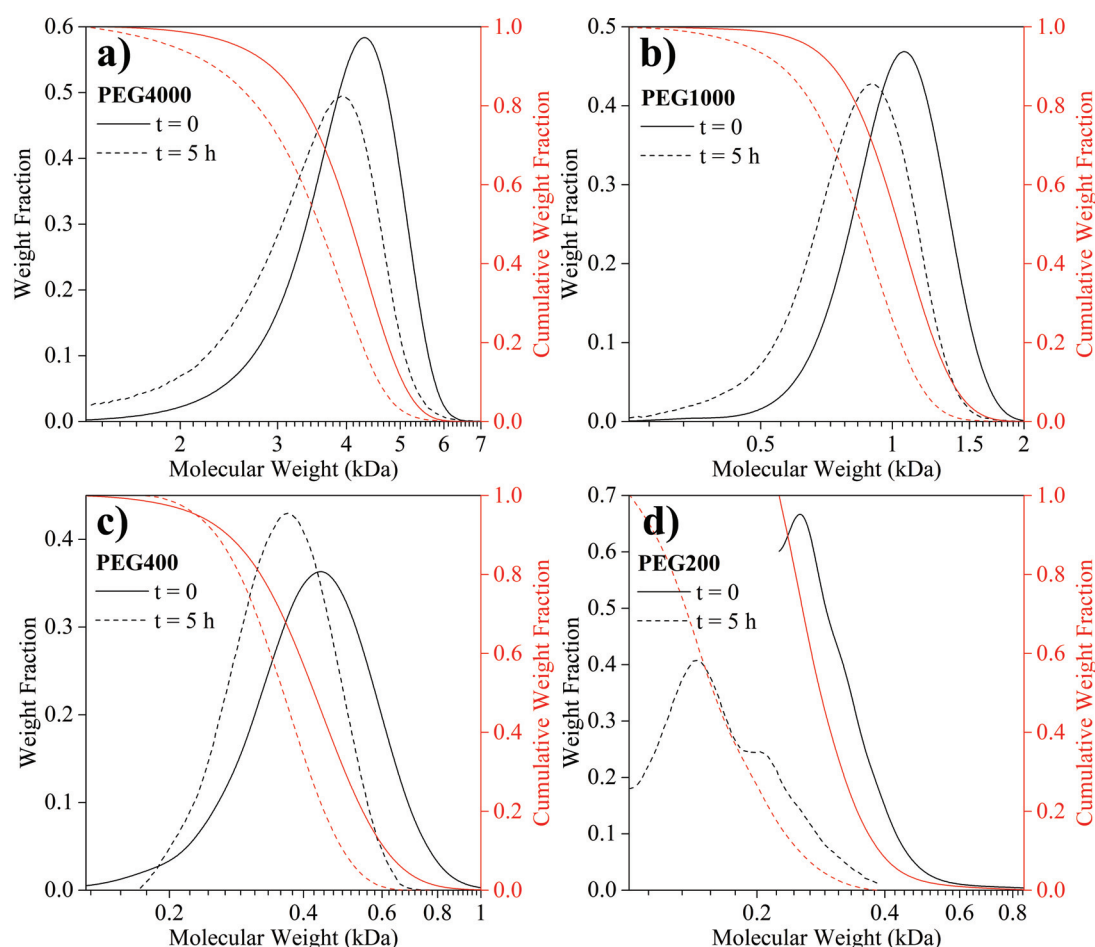 a)
PEG4000
t = 0
t = 5 h
0.6
0.5
0.4
0.3
0.2
0.1
0.0
Weight Fraction
1.0
0.8
0.6
0.4
0.2
0.0
Cumulative Weight Fraction
2 3 4 5 6 7
Molecular Weight (kDa)
b)
PEG1000
t = 0
t = 5 h
0.5
0.4
0.3
0.2
0.1
0.0
Weight Fraction
1.0
0.8
0.6
0.4
0.2
0.0
Cumulative Weight Fraction
0.5 1 1.5 2
Molecular Weight (kDa)
c)
PEG400
t = 0
t = 5 h
0.4
0.3
0.2
0.1
0.0
Weight Fraction
1.0
0.8
0.6
0.4
0.2
0.0
Cumulative Weight Fraction
0.2 0.4 0.6 0.8 1
Molecular Weight (kDa)
d)
PEG200
t = 0
t = 5 h
0.7
0.6
0.5
0.4
0.3
0.2
0.1
0.0
Weight Fraction
1.0
0.8
0.6
0.4
0.2
0.0
Cumulative Weight Fraction
0.2 0.4 0.6 0.8
Molecular Weight (kDa)